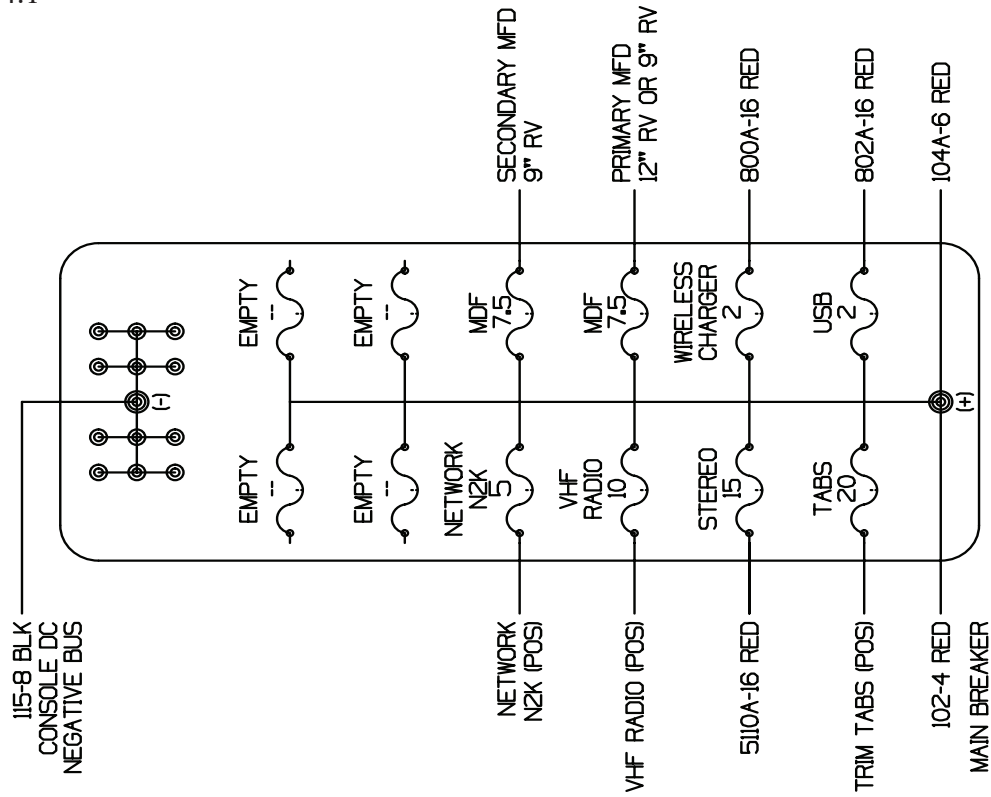 115-8 BLK
CONSOLE DC
NEGATIVE BUS
(-)
EMPTY
--
EMPTY
--
EMPTY
--
EMPTY
--
NETWORK
N2K (POS)
NETWORK
N2K
5
MDF
7.5
SECONDARY MFD
9" RV
VHF RADIO (POS)
VHF
RADIO
10
MDF
7.5
PRIMARY MFD
12" RV OR 9" RV
5110A-16 RED
STEREO
15
WIRELESS
CHARGER
2
800A-16 RED
TRIM TABS (POS)
TABS
20
USB
2
802A-16 RED
102-4 RED
MAIN BREAKER
(+)
104A-6 RED